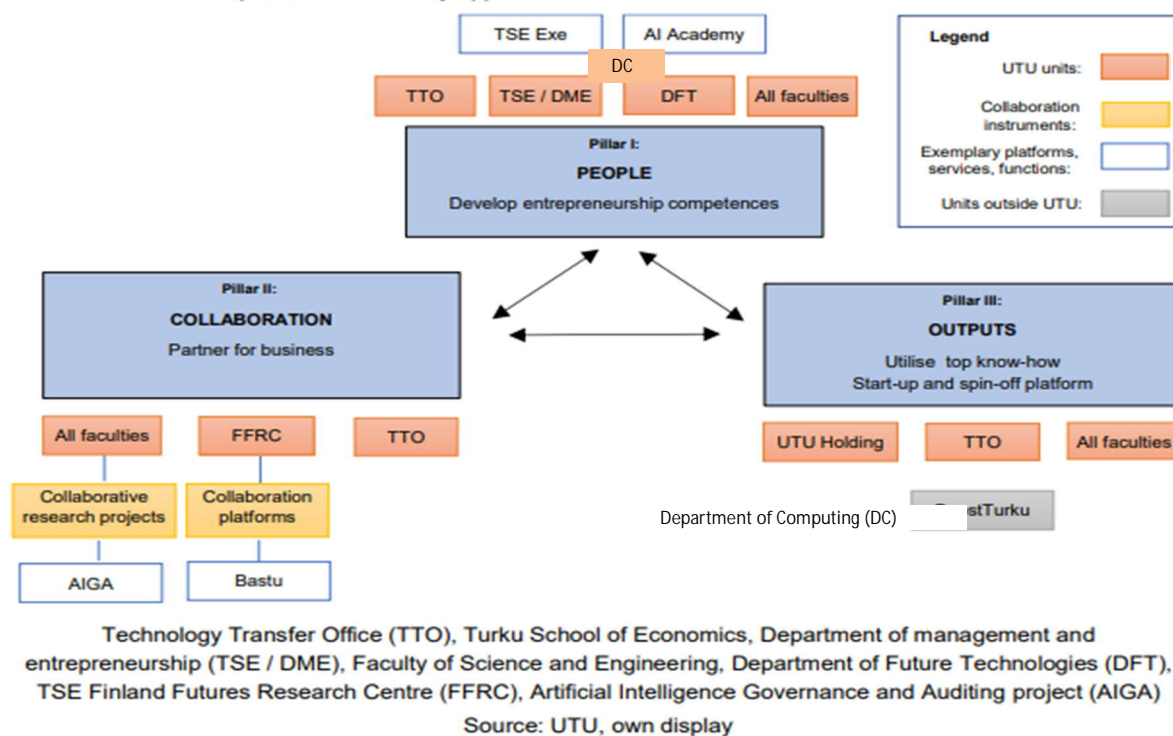 TSE Exe
AI Academy
DC
TTO
TSE / DME
DFT
All faculties
Legend
UTU units:
Collaboration
instruments:
Exemplary platforms,
services, functions:
Units outside UTU:
Pillar I:
PEOPLE
Develop entrepreneurship competences
Pillar II:
COLLABORATION
Partner for business
Pillar III:
OUTPUTS
Utilise top know-how
Start-up and spin-off platform
All faculties
FFRC
TTO
Collaborative
research projects
Collaboration
platforms
AIGA
Bastu
UTU Holding
TTO
All faculties
Department of Computing (DC)
Technology Transfer Office (TTO), Turku School of Economics, Department of management and
entrepreneurship (TSE / DME), Faculty of Science and Engineering, Department of Future Technologies (DFT),
TSE Finland Futures Research Centre (FFRC), Artificial Intelligence Governance and Auditing project (AIGA)
Source: UTU, own display